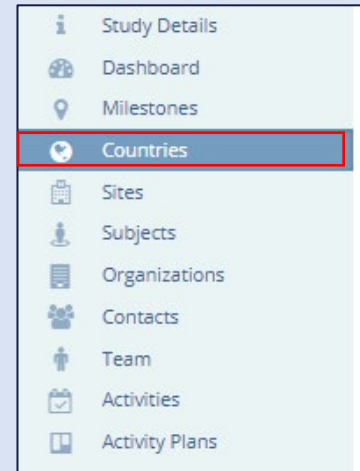 Study Details
Dashboard
Milestones
Countries
Sites
Subjects
Organizations
Contacts
Team
Activities
Activity Plans